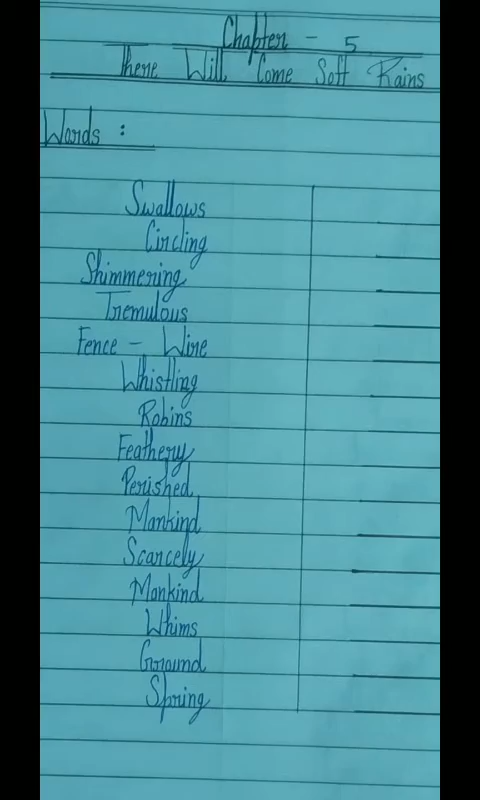 Chapter - 5
There Will Come Soft Rains
Words :
Swallows
Circling
Shimmering
Tremulous
Fence - Wire
Whistling
Robins
Feathery
Perished
Mankind
Scarcely
Mankind
Whims
Ground
Spring